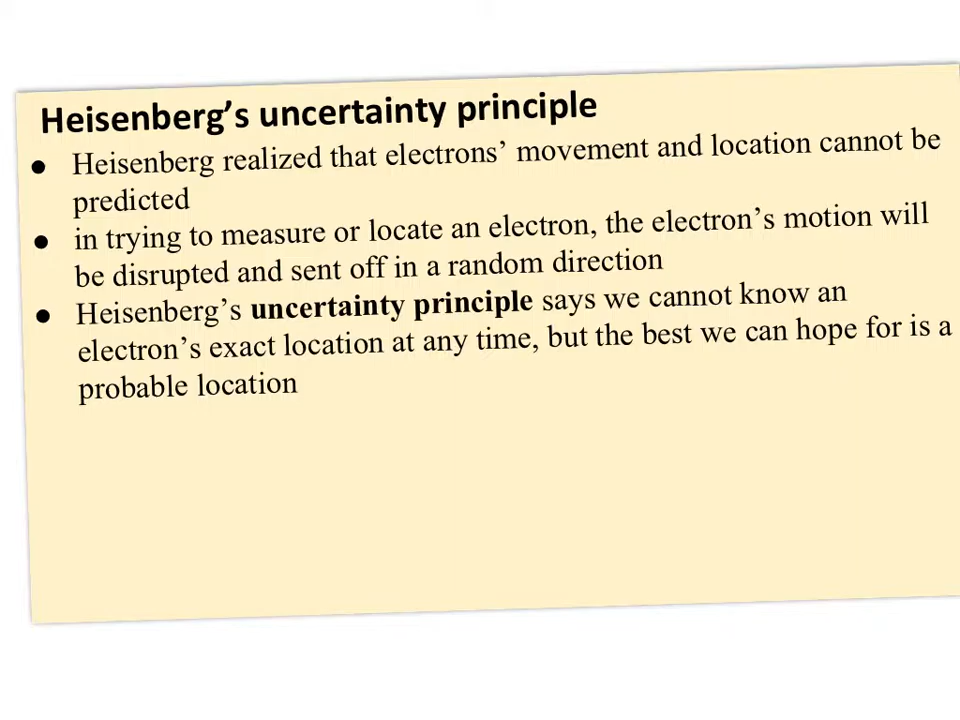 Heisenberg’s uncertainty principle
● Heisenberg realized that electrons’ movement and location cannot be
predicted
● in trying to measure or locate an electron, the electron’s motion will
be disrupted and sent off in a random direction
● Heisenberg’s uncertainty principle says we cannot know an
electron’s exact location at any time, but the best we can hope for is a
probable location